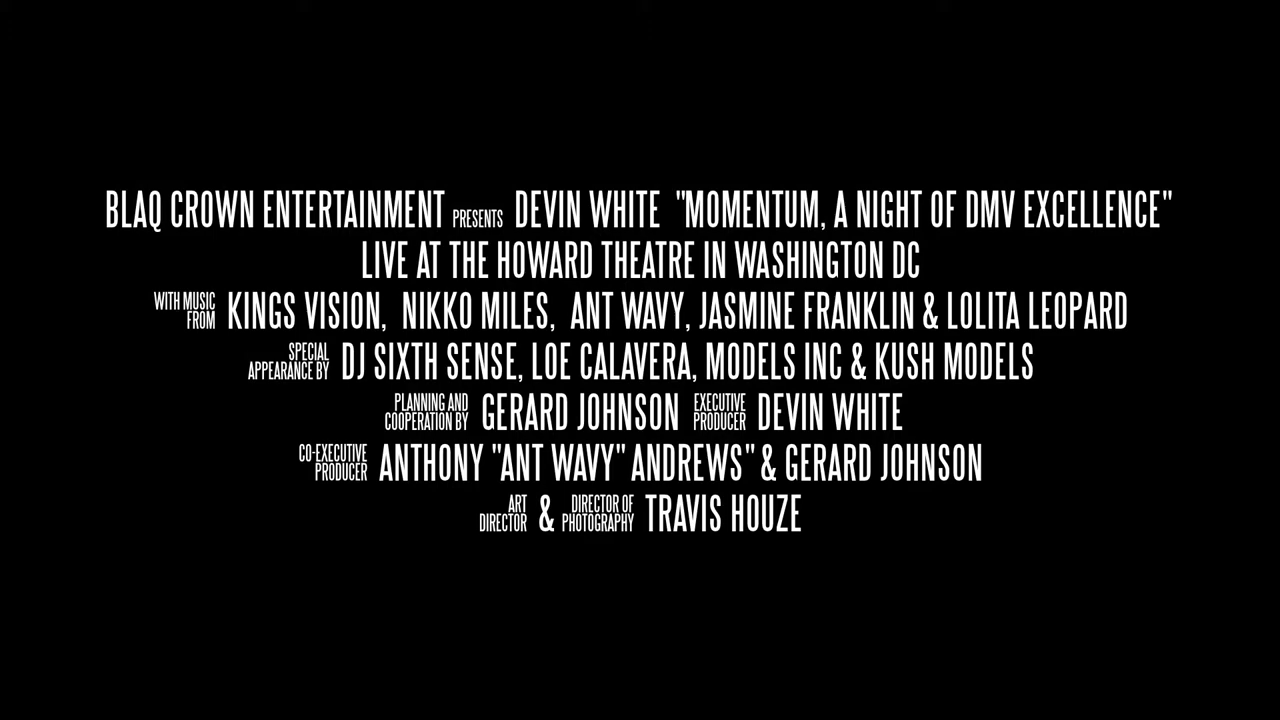 BLAQ CROWN ENTERTAINMENT PRESENTS DEVIN WHITE "MOMENTUM, A NIGHT OF DMV EXCELLENCE"
LIVE AT THE HOWARD THEATRE IN WASHINGTON DC
WITH MUSIC FROM KINGS VISION, NIKKO MILES, ANT WAVY, JASMINE FRANKLIN & LOLITA LEOPARD
SPECIAL APPEARANCE BY DJ SIXTH SENSE, LOE CALAVERA, MODELS INC & KUSH MODELS
PLANNING AND COOPERATION BY GERARD JOHNSON EXECUTIVE PRODUCER DEVIN WHITE
CO-EXECUTIVE PRODUCER ANTHONY "ANT WAVY" ANDREWS" & GERARD JOHNSON
ART DIRECTOR & DIRECTOR OF PHOTOGRAPHY TRAVIS HOUZE